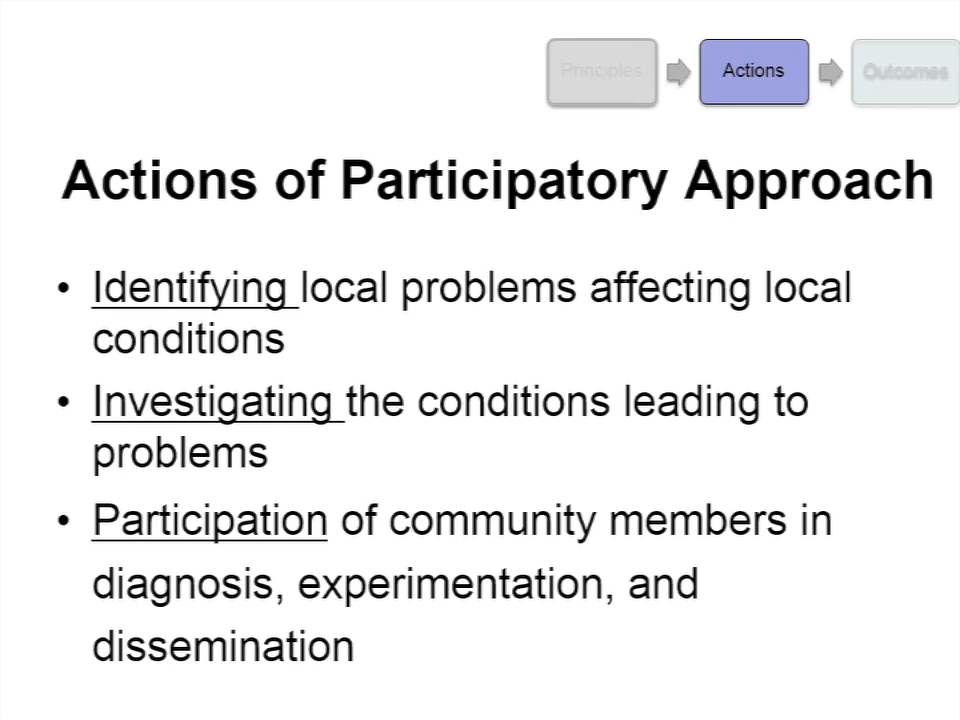 Principles
Actions
Outcomes
Actions of Participatory Approach
• Identifying local problems affecting local
conditions
• Investigating the conditions leading to
problems
• Participation of community members in
diagnosis, experimentation, and
dissemination